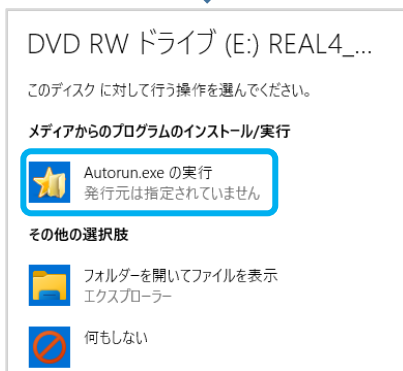 DVD RW ドライブ (E:) REAL4_...
このディスク に対して行う操作を選んでください。
メディアからのプログラムのインストール/実行
Autorun.exe の実行
発行元は指定されていません
その他の選択肢
フォルダーを開いてファイルを表示
エクスプローラー
何もしない